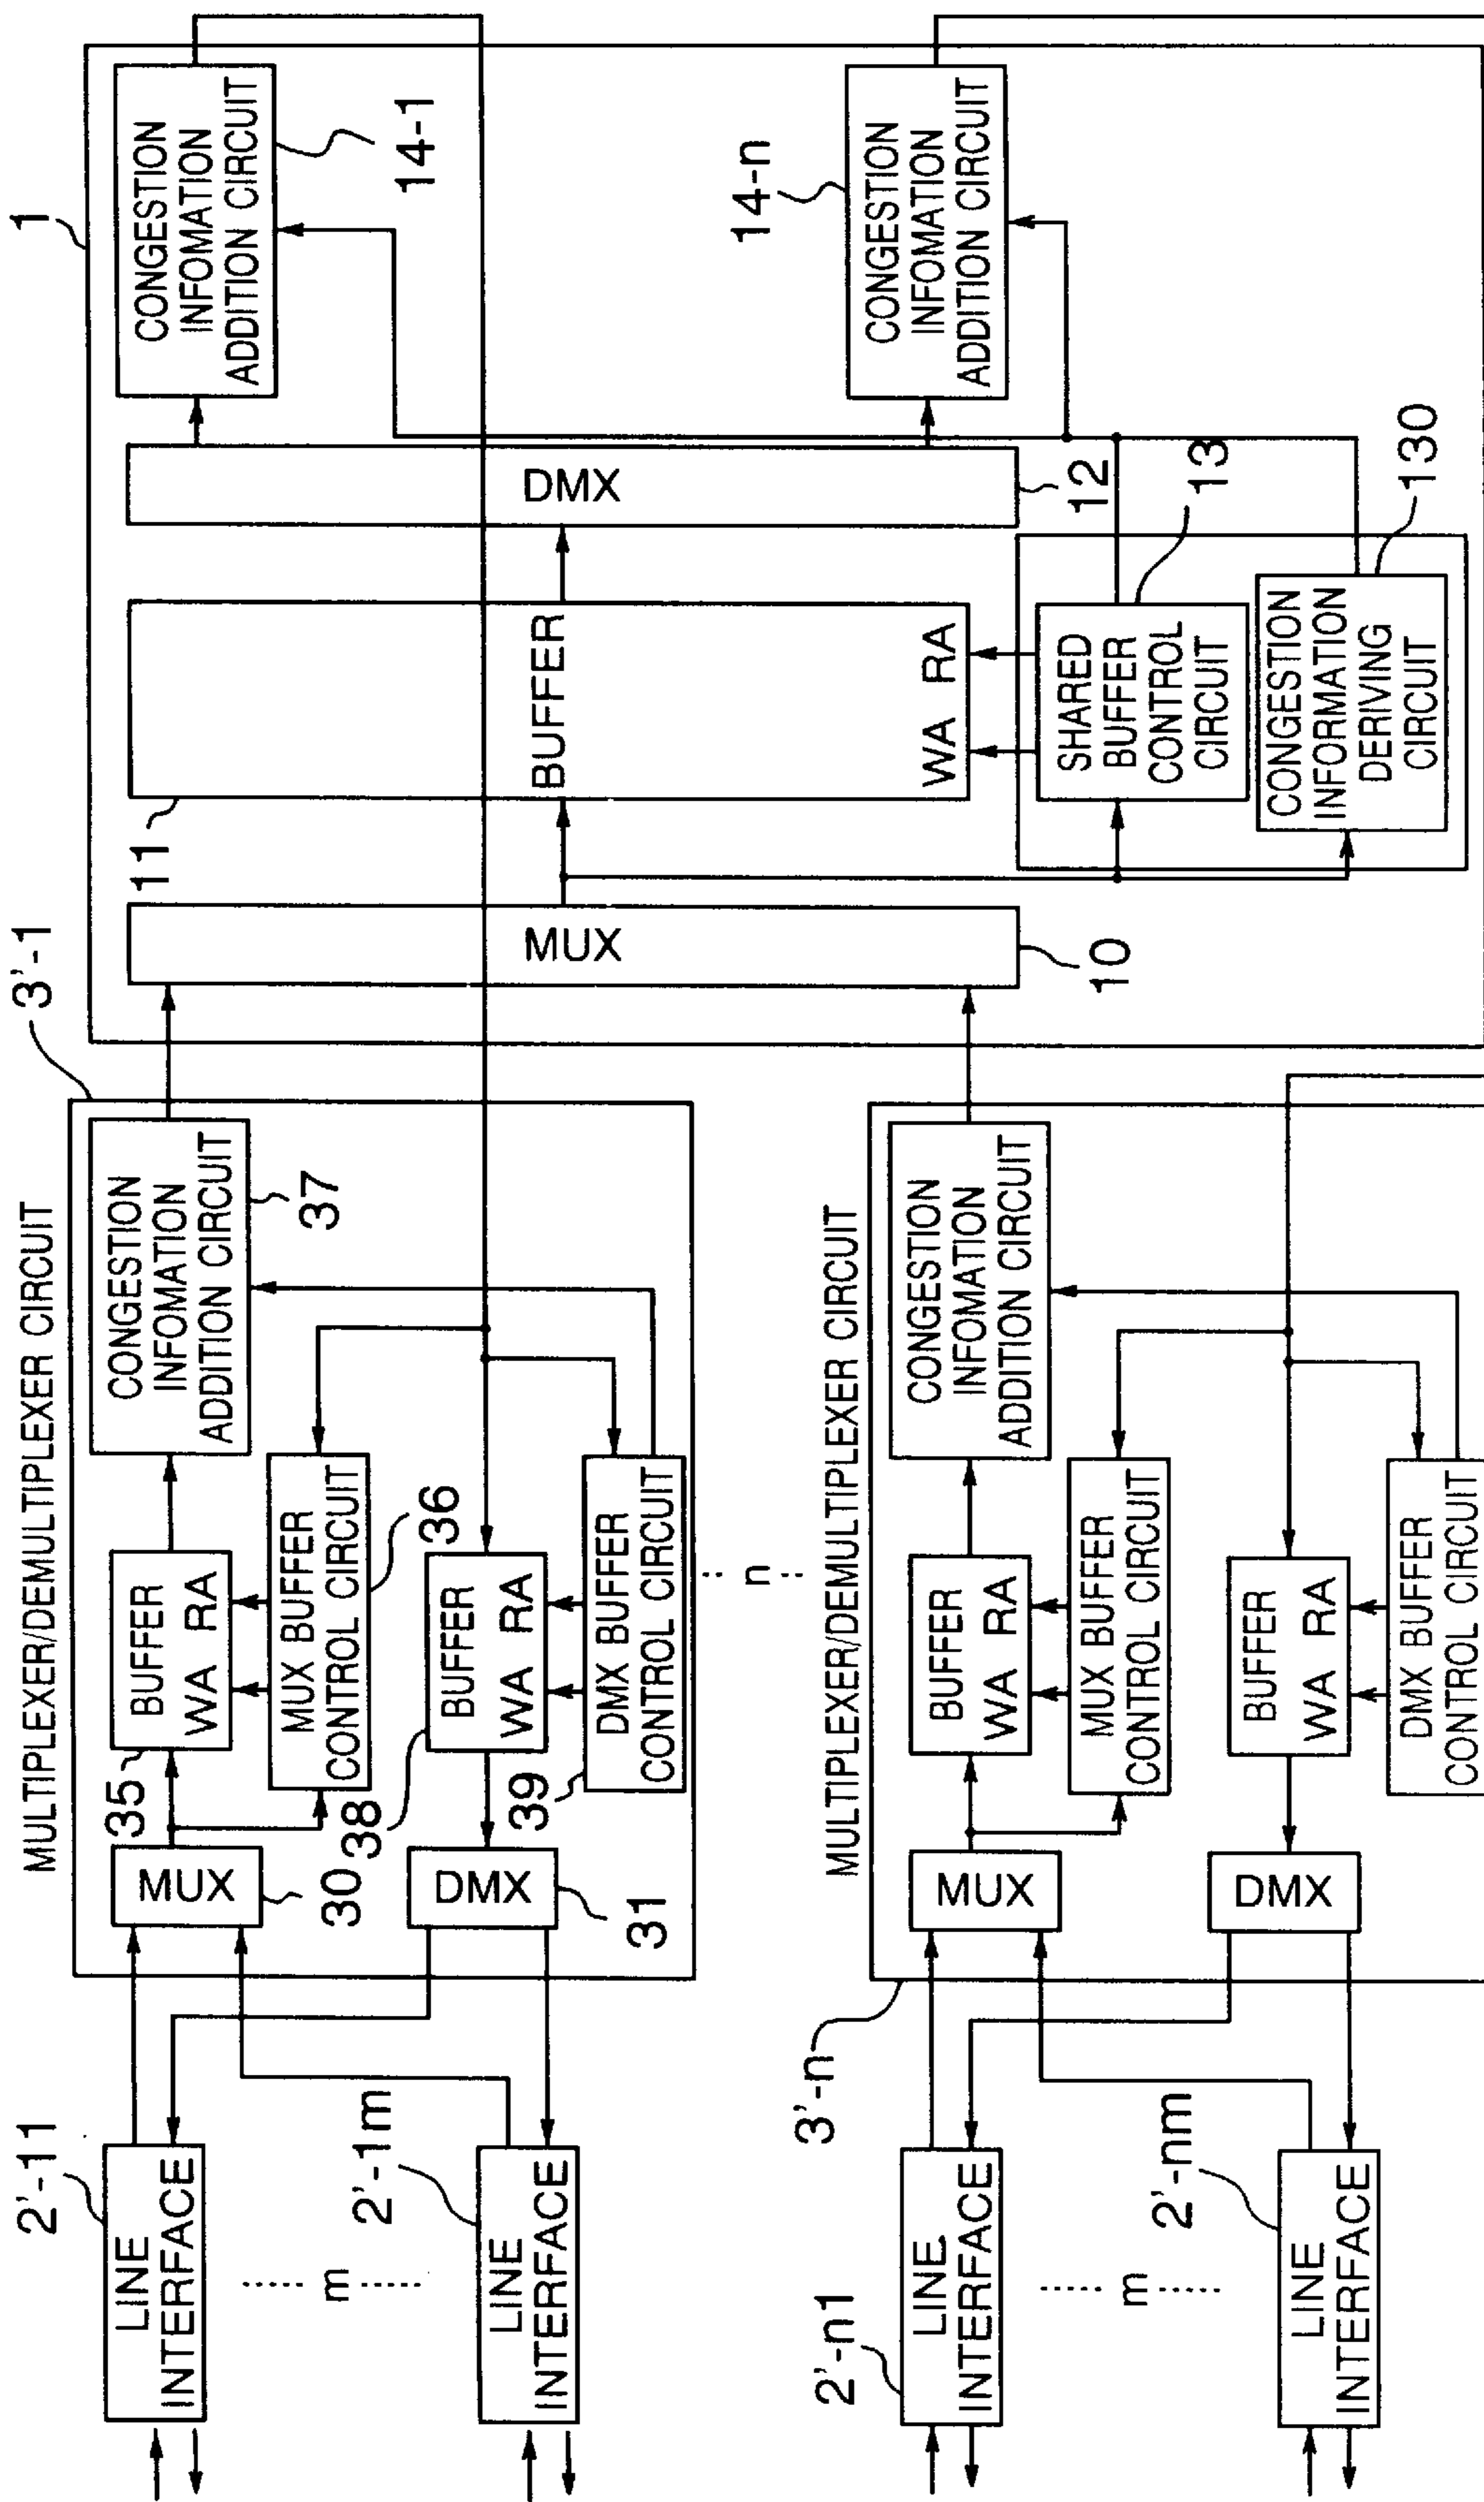 1
3'-1
MULTIPLEXER/DEMULTIPLEXER CIRCUIT
2'-11
LINE
INTERFACE
m
2'-1m
LINE
INTERFACE
MUX
30
35
BUFFER
WA RA
MUX BUFFER
CONTROL CIRCUIT
36
CONGESTION
INFOMATION
ADDITION CIRCUIT
37
DMX
31
38
BUFFER
WA RA
39
DMX BUFFER
CONTROL CIRCUIT
n
MULTIPLEXER/DEMULTIPLEXER CIRCUIT
3'-n
2'-n1
LINE
INTERFACE
m
2'-nm
LINE
INTERFACE
MUX
BUFFER
WA RA
MUX BUFFER
CONTROL CIRCUIT
CONGESTION
INFOMATION
ADDITION CIRCUIT
DMX
BUFFER
WA RA
DMX BUFFER
CONTROL CIRCUIT
MUX
10
11
BUFFER
WA RA
DMX
12
SHARED
BUFFER
CONTROL
CIRCUIT
13
CONGESTION
INFORMATION
DERIVING
CIRCUIT
130
CONGESTION
INFOMATION
ADDITION CIRCUIT
14-1
CONGESTION
INFOMATION
ADDITION CIRCUIT
14-n